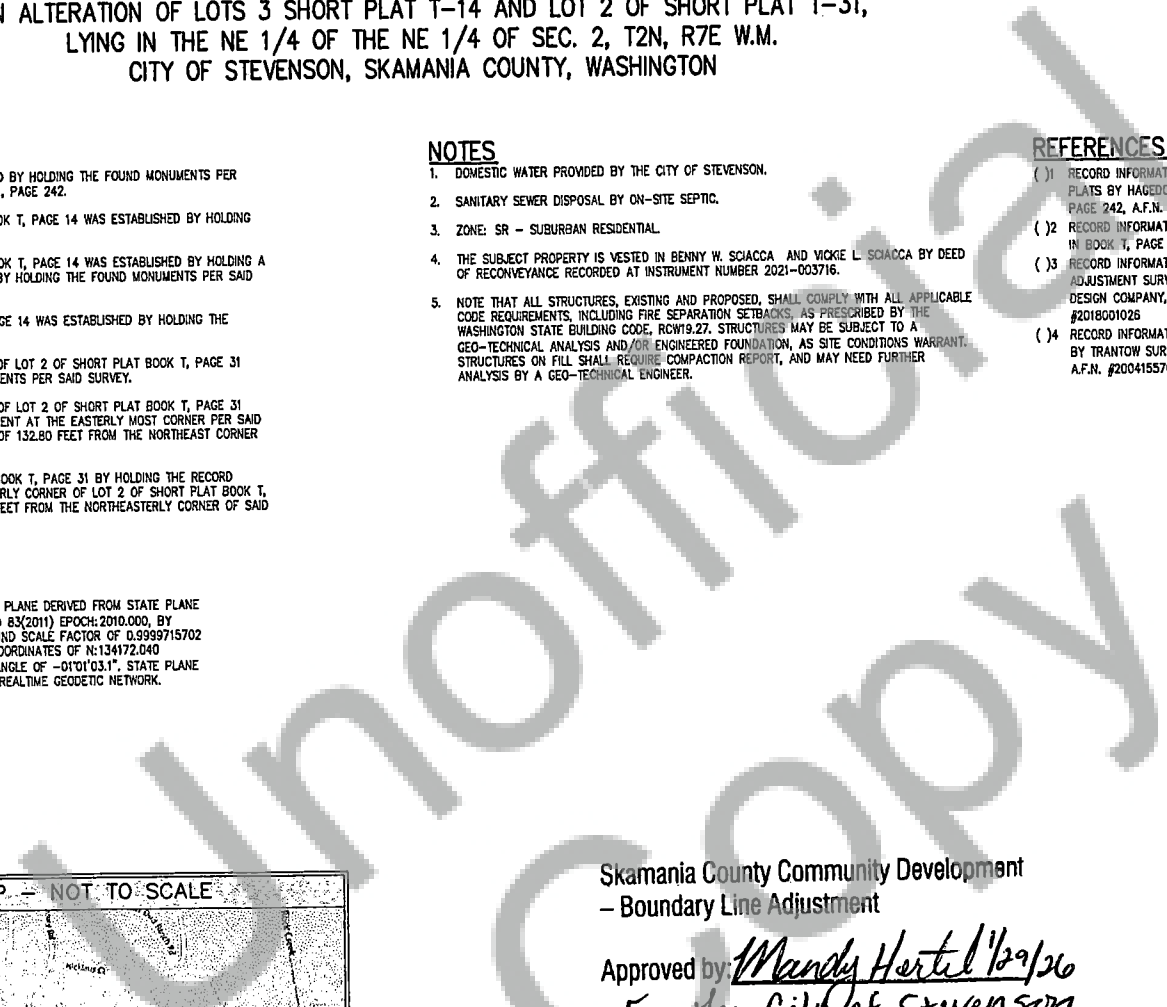 ALTERATION OF LOTS 3 SHORT PLAT T-14 AND LOT 2 OF SHORT PLAT T-31,
LYING IN THE NE 1/4 OF THE NE 1/4 OF SEC. 2, T2N, R7E W.M.
CITY OF STEVENSON, SKAMANIA COUNTY, WASHINGTON
BY HOLDING THE FOUND MONUMENTS PER
, PAGE 242.
OK T, PAGE 14 WAS ESTABLISHED BY HOLDING
OK T, PAGE 14 WAS ESTABLISHED BY HOLDING A
BY HOLDING THE FOUND MONUMENTS PER SAID
GE 14 WAS ESTABLISHED BY HOLDING THE
OF LOT 2 OF SHORT PLAT BOOK T, PAGE 31
ENTS PER SAID SURVEY.
OF LOT 2 OF SHORT PLAT BOOK T, PAGE 31
ENT AT THE EASTERLY MOST CORNER PER SAID
OF 132.80 FEET FROM THE NORTHEAST CORNER
OOK T, PAGE 31 BY HOLDING THE RECORD
RLY CORNER OF LOT 2 OF SHORT PLAT BOOK T,
EET FROM THE NORTHEASTERLY CORNER OF SAID
PLANE DERIVED FROM STATE PLANE
83(2011) EPOCH:2010.000, BY
ND SCALE FACTOR OF 0.9999715702
OORDINATES OF N:134172.040
NGLE OF -01°01'03.1". STATE PLANE
REALTIME GEODETIC NETWORK.
NOTES
1. DOMESTIC WATER PROVIDED BY THE CITY OF STEVENSON.
2. SANITARY SEWER DISPOSAL BY ON-SITE SEPTIC.
3. ZONE: SR - SUBURBAN RESIDENTIAL
4. THE SUBJECT PROPERTY IS VESTED IN BENNY W. SCIACCA AND VICKIE L. SCIACCA BY DEED
OF RECONVEYANCE RECORDED AT INSTRUMENT NUMBER 2021-003716.
5. NOTE THAT ALL STRUCTURES, EXISTING AND PROPOSED, SHALL COMPLY WITH ALL APPLICABLE
CODE REQUIREMENTS, INCLUDING FIRE SEPARATION SETBACKS, AS PRESCRIBED BY THE
WASHINGTON STATE BUILDING CODE, RCW19.27. STRUCTURES MAY BE SUBJECT TO A
GEO-TECHNICAL ANALYSIS AND/OR ENGINEERED FOUNDATION, AS SITE CONDITIONS WARRANT.
STRUCTURES ON FILL SHALL REQUIRE COMPACTION REPORT, AND MAY NEED FURTHER
ANALYSIS BY A GEO-TECHNICAL ENGINEER.
REFERENCES
( )1 RECORD INFORMAT
PLATS BY HAGEDO
PAGE 242, A.F.N.
( )2 RECORD INFORMAT
IN BOOK T, PAGE
( )3 RECORD INFORMAT
ADJUSTMENT SURV
DESIGN COMPANY,
#2018001026
( )4 RECORD INFORMAT
BY TRANTOW SUR
A.F.N. #200415570
Unofficial
Copy
P - NOT TO SCALE
Skamania County Community Development
– Boundary Line Adjustment
Approved by: Mandy Hertel 1/29/26
City of Stevenson